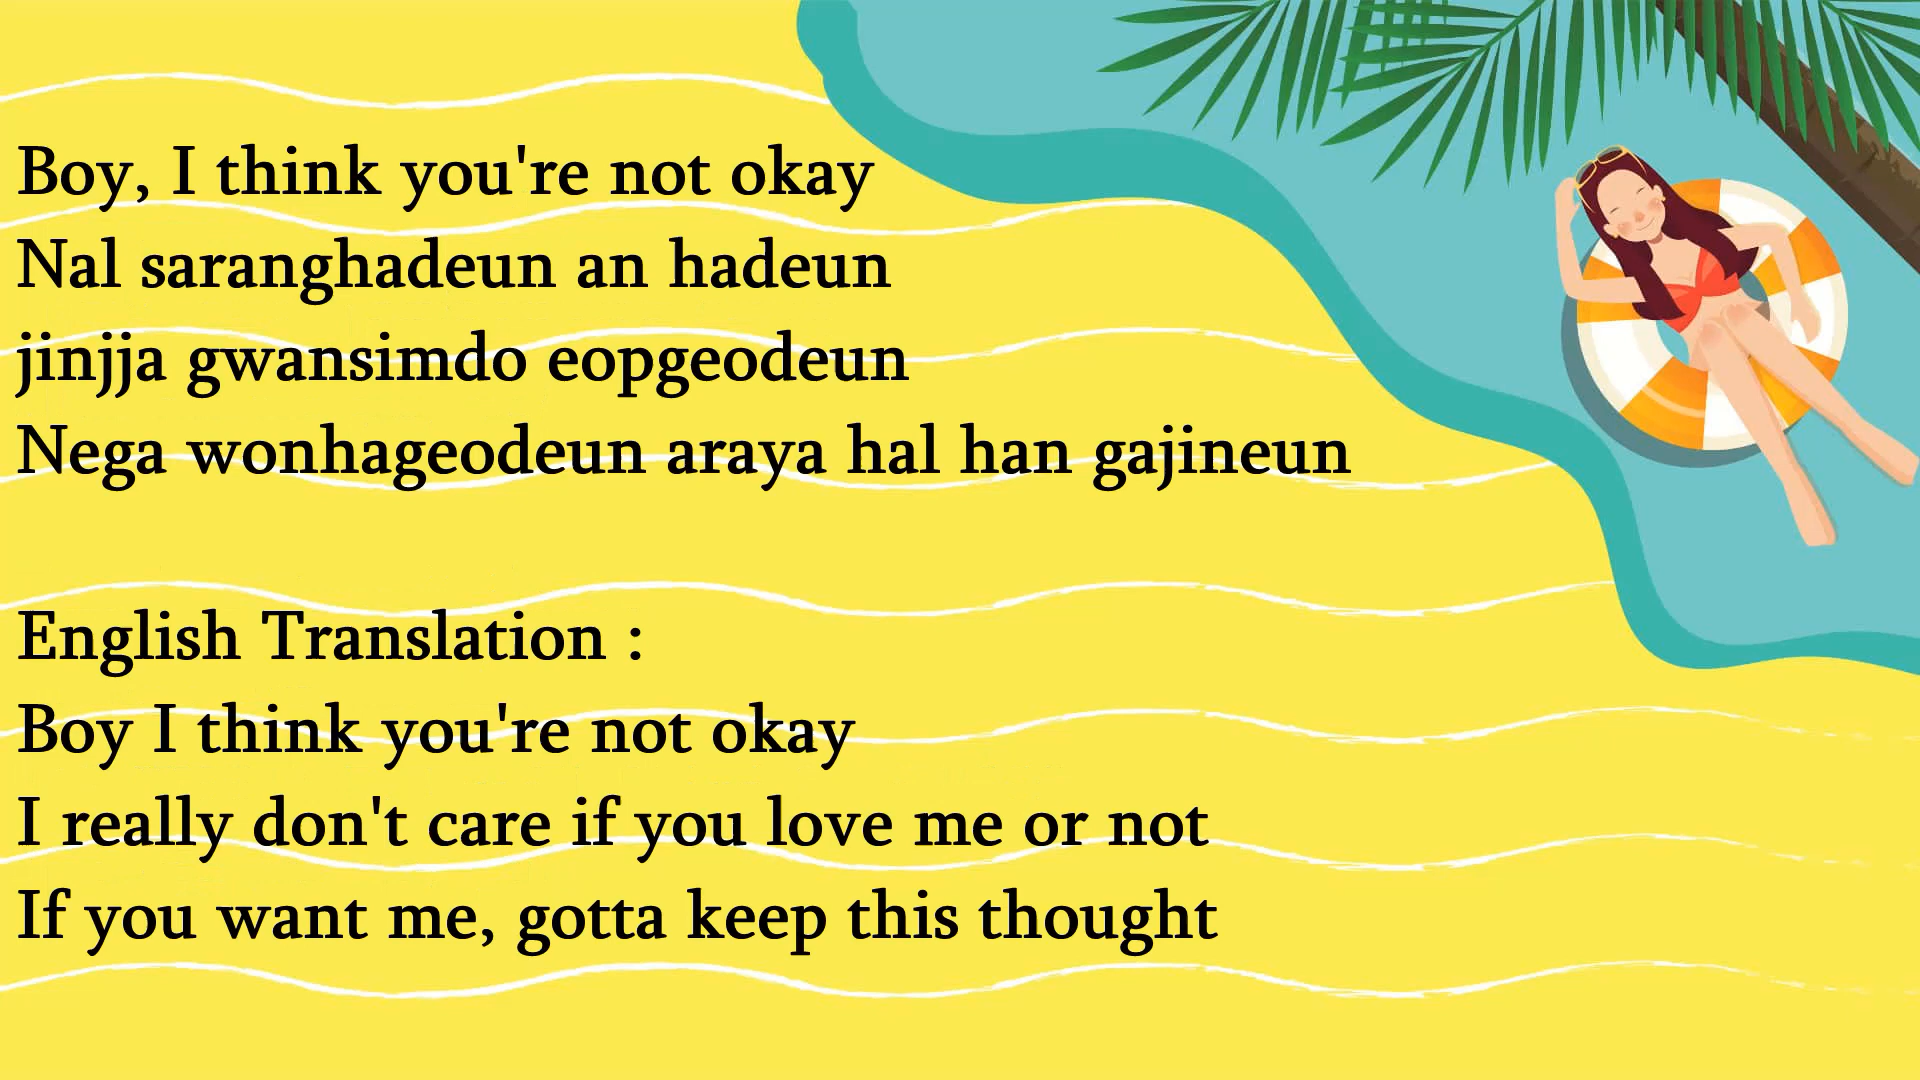 Boy, I think you're not okay
Nal saranghadeun an hadeun
jinjja gwansimdo eopgeodeun
Nega wonhageodeun araya hal han gajineun
English Translation :
Boy I think you're not okay
I really don't care if you love me or not
If you want me, gotta keep this thought